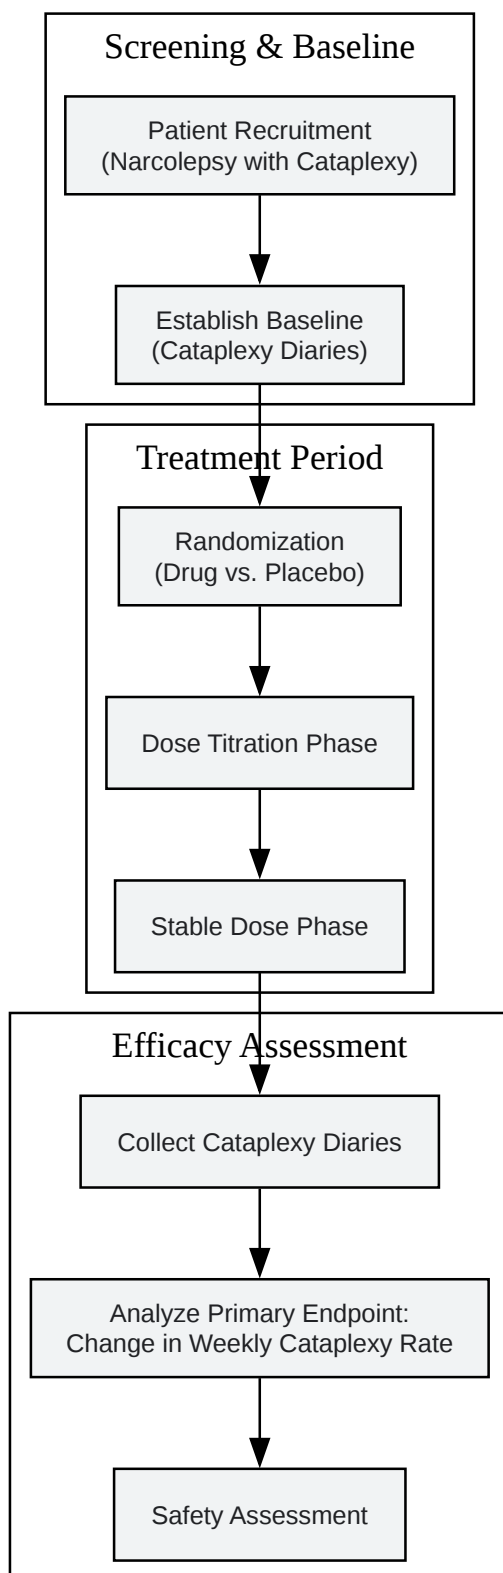 Screening & Baseline
Patient Recruitment
(Narcolepsy with Cataplexy)
Establish Baseline
(Cataplexy Diaries)
Treatment Period
Randomization
(Drug vs. Placebo)
Dose Titration Phase
Stable Dose Phase
Efficacy Assessment
Collect Cataplexy Diaries
Analyze Primary Endpoint:
Change in Weekly Cataplexy Rate
Safety Assessment